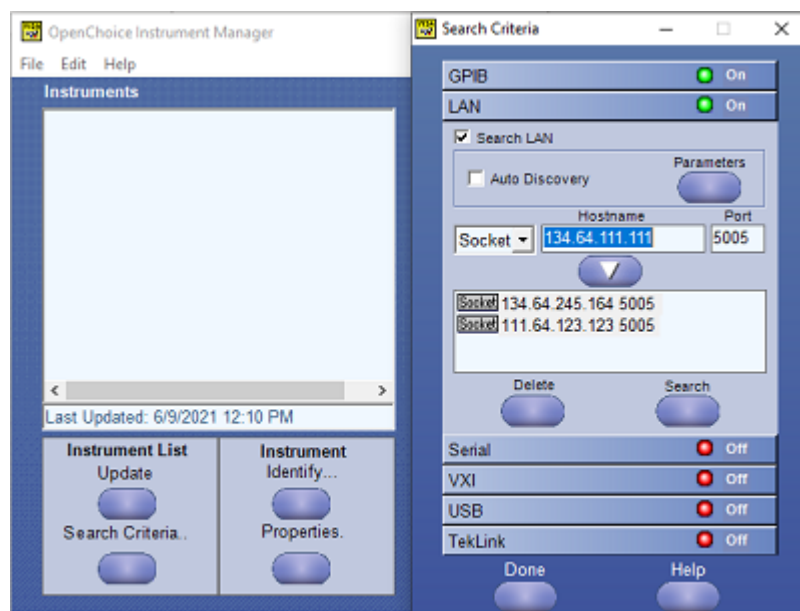 OpenChoice Instrument Manager
File Edit Help
Instruments
Last Updated: 6/9/2021 12:10 PM
Instrument List
Update
Search Criteria..
Instrument
Identify...
Properties.
Search Criteria
GPIB On
LAN On
Search LAN
Auto Discovery
Parameters
Hostname Port
Socket 134.64.111.111 5005
Socket 134.64.245.164 5005
Socket 111.64.123.123 5005
Delete Search
Serial Off
VXI Off
USB Off
TekLink Off
Done Help